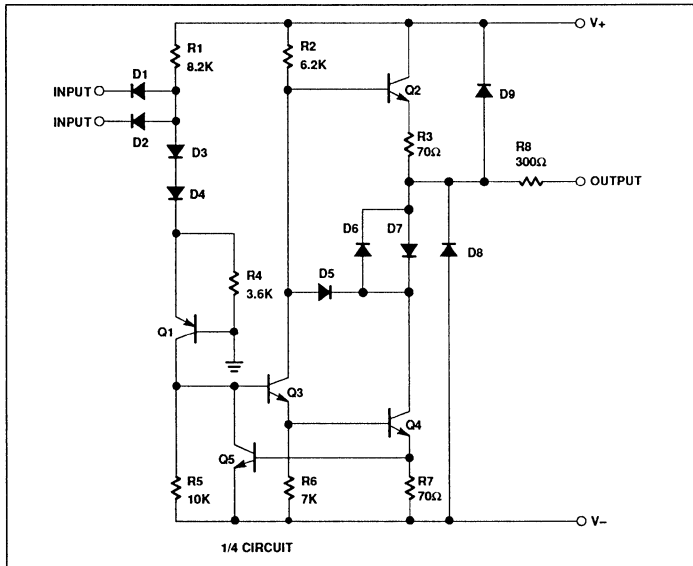 V+
R1
8.2K
R2
6.2K
D1
INPUT
Q2
D9
INPUT
D2
R3
70Ω
R8
300Ω
D3
OUTPUT
D4
D6
D7
D8
R4
3.6K
D5
Q1
Q3
Q4
Q5
R5
10K
R6
7K
R7
70Ω
V–
1/4 CIRCUIT